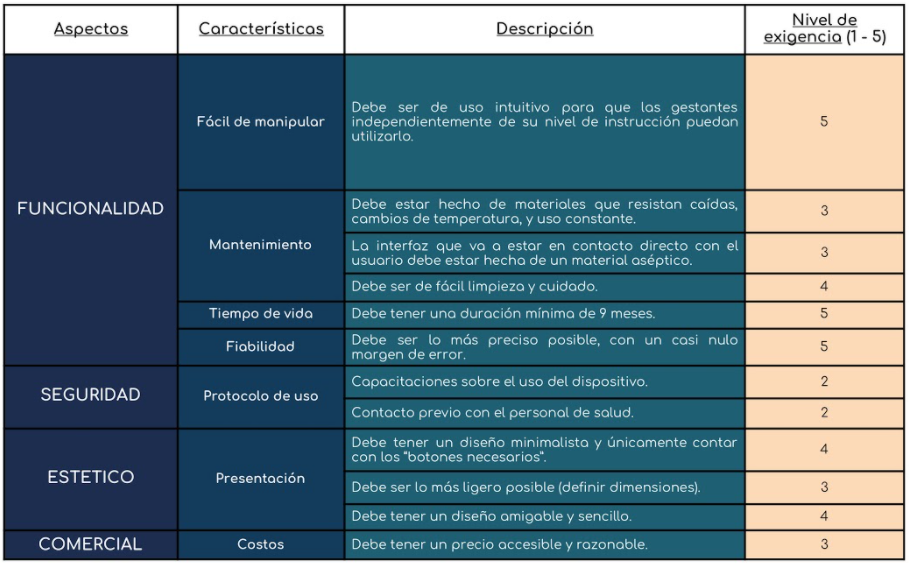 Aspectos
Características
Descripción
Nivel de
exigencia (1 - 5)
FUNCIONALIDAD
Fácil de manipular
Debe ser de uso intuitivo para que las gestantes
independientemente de su nivel de instrucción puedan
utilizarlo.
5
Mantenimiento
Debe estar hecho de materiales que resistan caídas,
cambios de temperatura, y uso constante.
3
La interfaz que va a estar en contacto directo con el
usuario debe estar hecha de un material aséptico.
3
Debe ser de fácil limpieza y cuidado.
4
Tiempo de vida
Debe tener una duración mínima de 9 meses.
5
Fiabilidad
Debe ser lo más preciso posible, con un casi nulo
margen de error.
5
SEGURIDAD
Protocolo de uso
Capacitaciones sobre el uso del dispositivo.
2
Contacto previo con el personal de salud.
2
ESTETICO
Presentación
Debe tener un diseño minimalista y únicamente contar
con los "botones necesarios".
4
Debe ser lo más ligero posible (definir dimensiones).
3
Debe tener un diseño amigable y sencillo.
4
COMERCIAL
Costos
Debe tener un precio accesible y razonable.
3